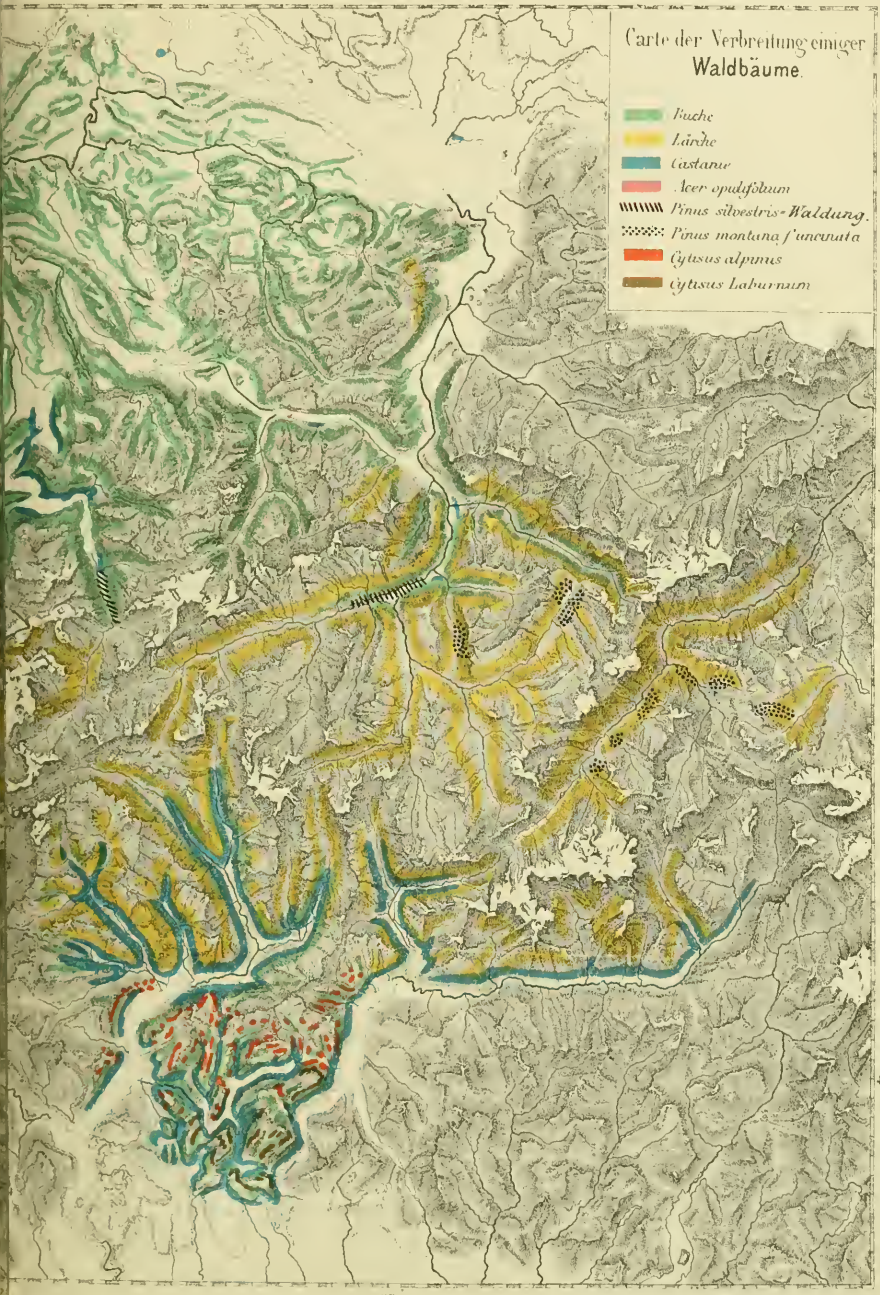 Carte der Verbreitung einiger
Waldbäume.
Buche
Lärche
Castanie
Acer opulifolium
Pinus silvestris-Waldung.
Pinus montana f uncinata
Cytisus alpinus
Cytisus Laburnum